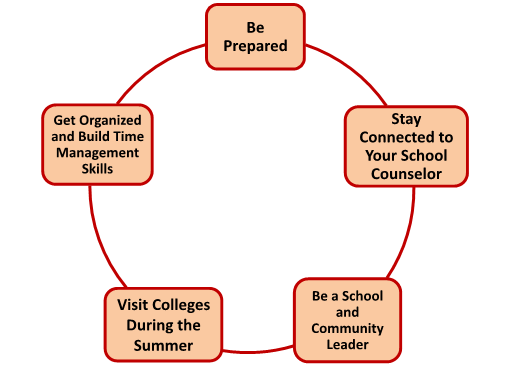 Be
Prepared
Stay
Connected to
Your School
Counselor
Be a School
and
Community
Leader
Visit Colleges
During the
Summer
Get Organized
and Build Time
Management
Skills